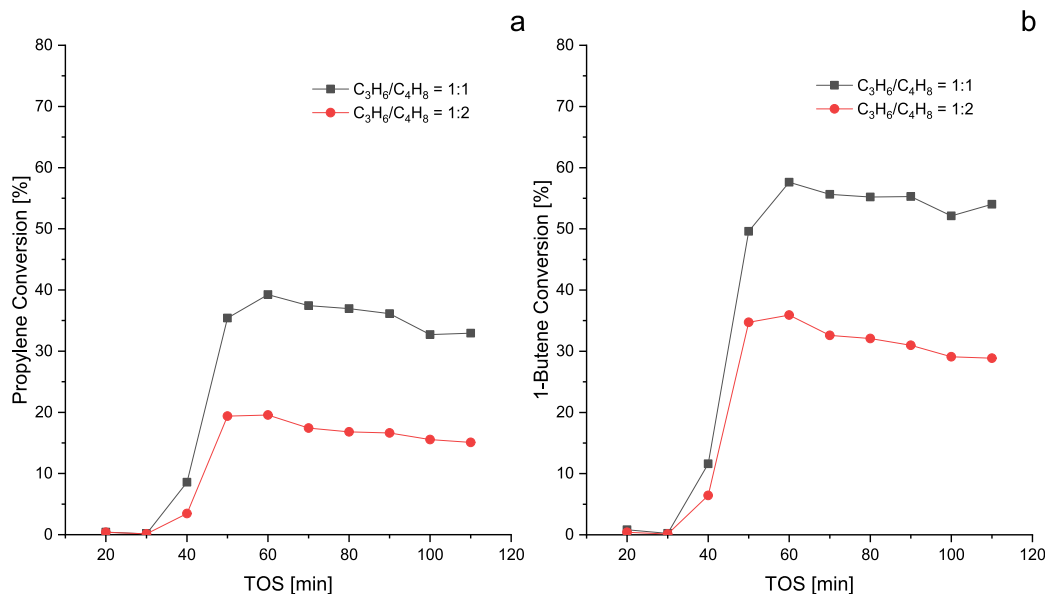 a
80
70
60
50
40
30
20
10
0
Propylene Conversion [%]
C₃H₆/C₄H₈ = 1:1
C₃H₆/C₄H₈ = 1:2
20 40 60 80 100 120
TOS [min]
b
80
70
60
50
40
30
20
10
0
1-Butene Conversion [%]
C₃H₆/C₄H₈ = 1:1
C₃H₆/C₄H₈ = 1:2
20 40 60 80 100 120
TOS [min]